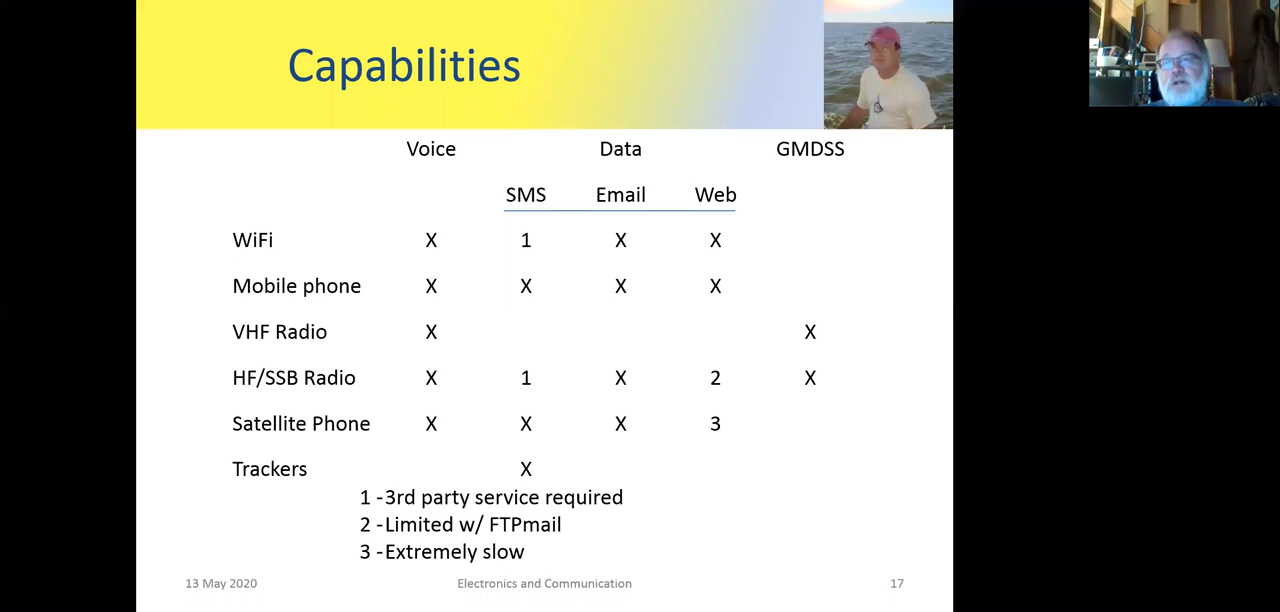 Capabilities
Voice Data GMDSS
SMS Email Web
WiFi X 1 X X
Mobile phone X X X X
VHF Radio X X
HF/SSB Radio X 1 X 2 X
Satellite Phone X X X 3
Trackers X
1 -3rd party service required
2 -Limited w/ FTPmail
3 -Extremely slow
13 May 2020 Electronics and Communication 17